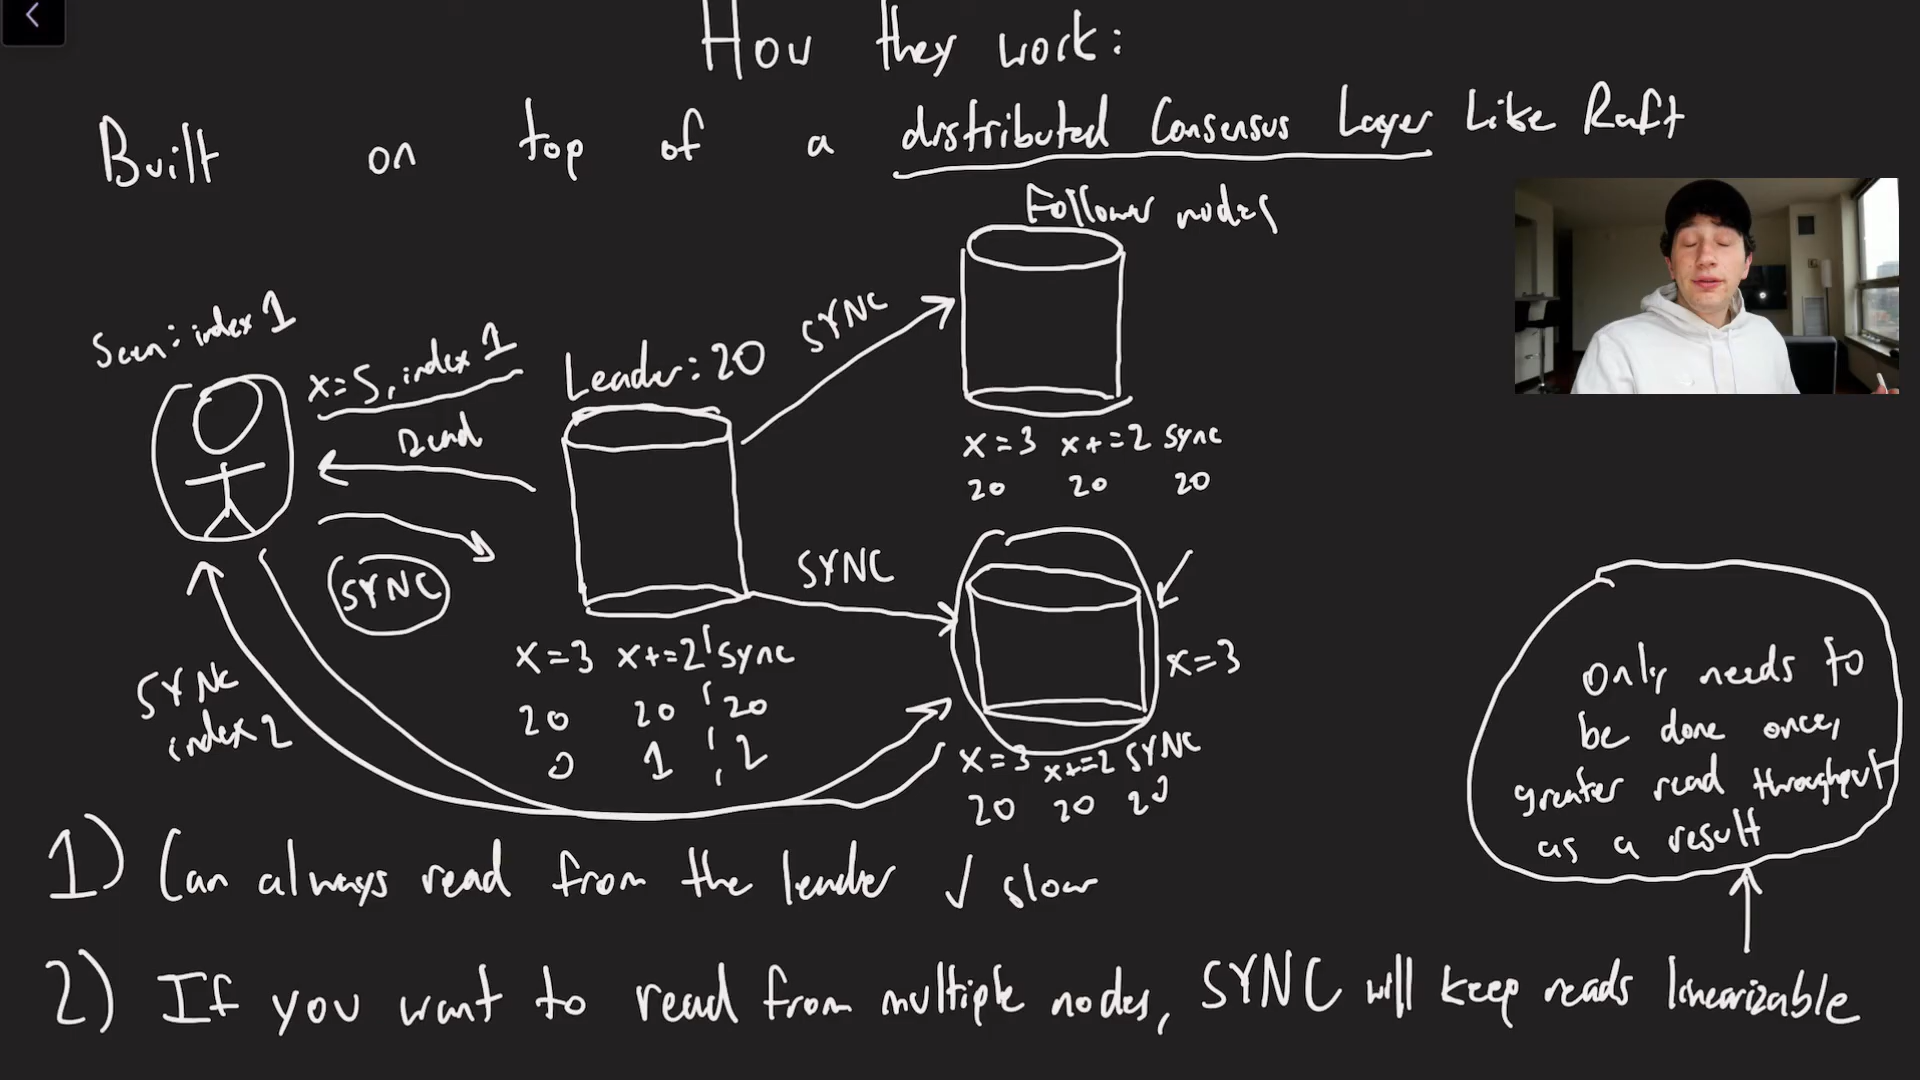 How they work:
Built on top of a distributed Consensus Layer Like Raft
Follower nodes
Seen: index 1
x=5, index 1
Read
SYNC
Leader: 20
SYNC
SYNC
x=3 x+=2 sync
20 20 20
x=3 x+=2 Sync
20 20 20
0 1 2
x=3
x=3 x+=2 SYNC
20 20 20
SYNC
index 2
Only needs to
be done once,
greater read throughput
as a result
1) Can always read from the leader ✓ slow
2) If you want to read from multiple nodes, SYNC will keep reads linearizable